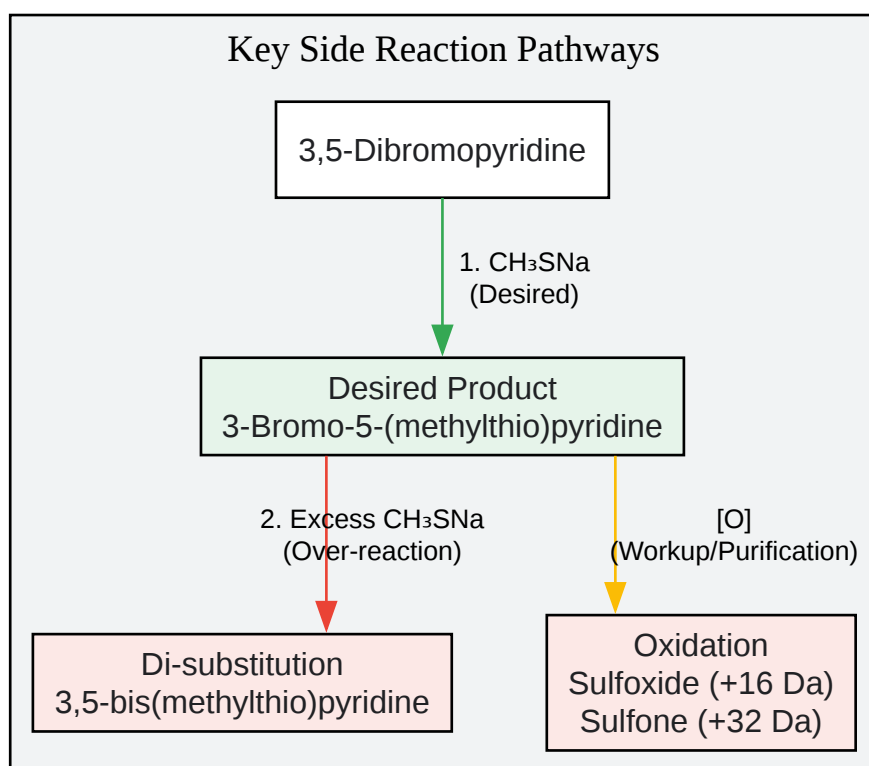 Key Side Reaction Pathways
3,5-Dibromopyridine
1. CH₃SNa
(Desired)
Desired Product
3-Bromo-5-(methylthio)pyridine
2. Excess CH₃SNa
(Over-reaction)
[O]
(Workup/Purification)
Di-substitution
3,5-bis(methylthio)pyridine
Oxidation
Sulfoxide (+16 Da)
Sulfone (+32 Da)